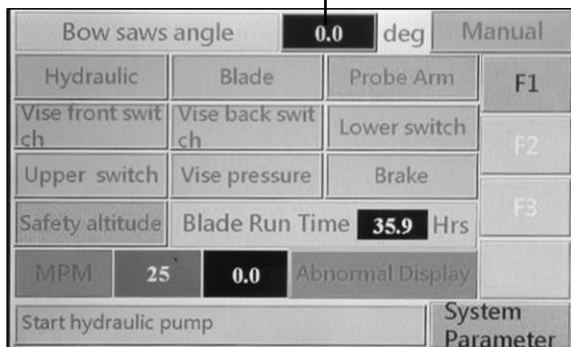 Bow saws angle 0.0 deg Manual
Hydraulic Blade Probe Arm F1
Vise front swit Vise back swit Lower switch
ch ch
F2
Upper switch Vise pressure Brake
F3
Safety altitude Blade Run Time 35.9 Hrs
MPM 25 0.0 Abnormal Display
Start hydraulic pump System
Parameter